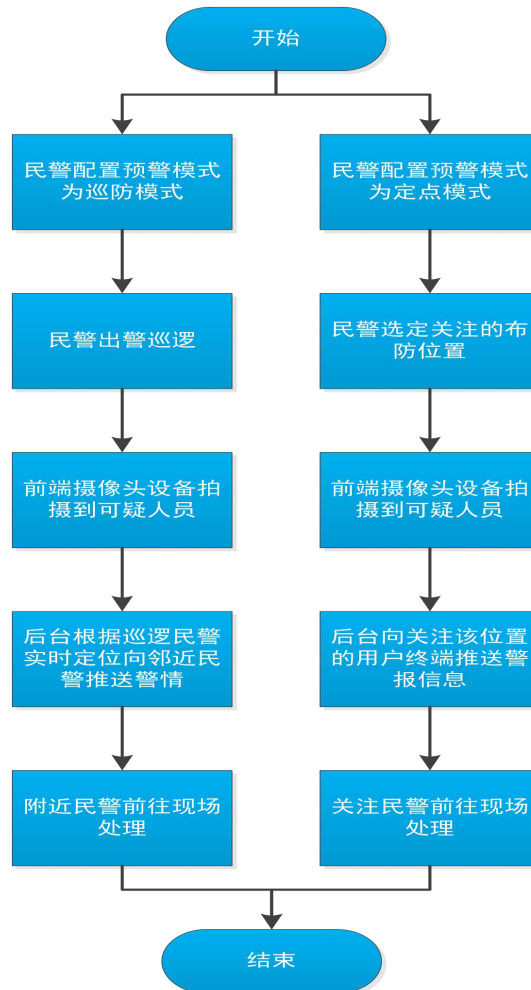 开始
民警配置预警模式
为巡防模式
民警配置预警模式
为定点模式
民警出警巡逻
民警选定关注的布
防位置
前端摄像头设备拍
摄到可疑人员
前端摄像头设备拍
摄到可疑人员
后台根据巡逻民警
实时定位向邻近民
警推送警情
后台向关注该位置
的用户终端推送警
报信息
附近民警前往现场
处理
关注民警前往现场
处理
结束